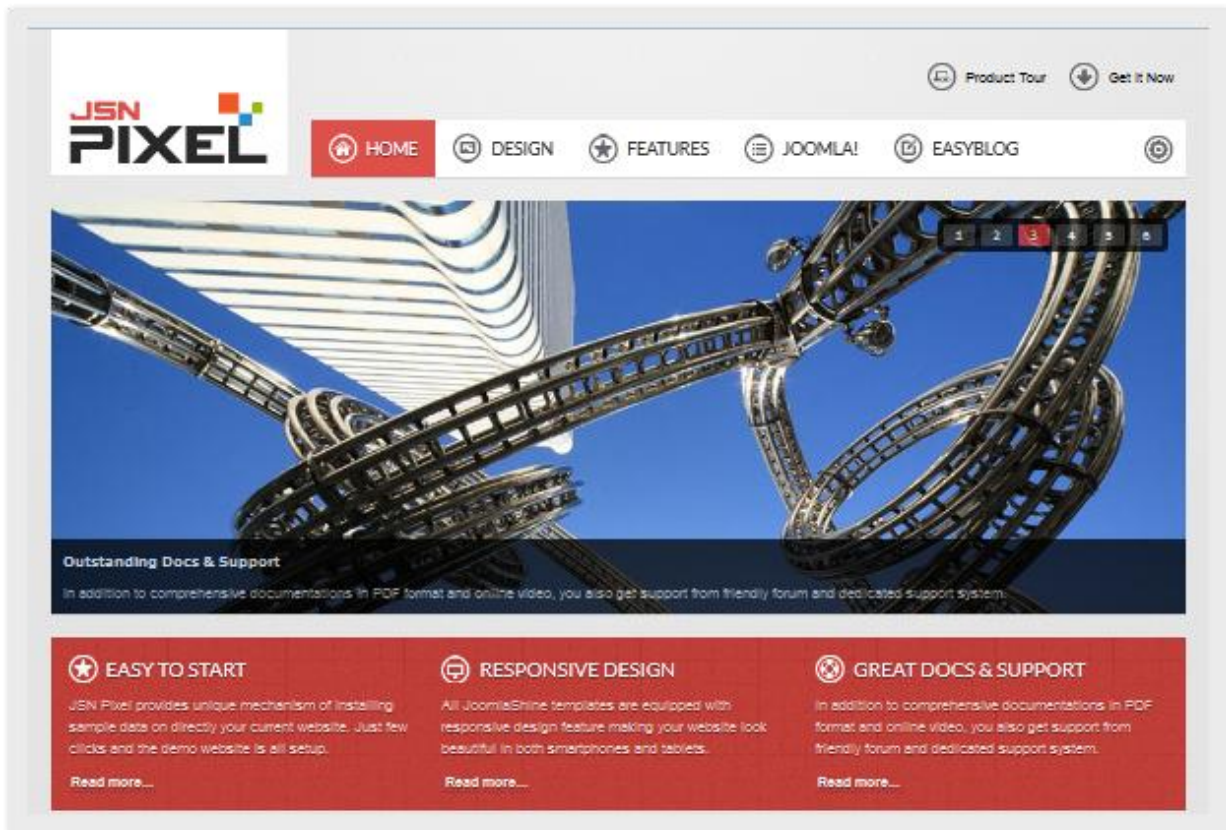 Product Tour Get It Now
JSN
PIXEL
HOME DESIGN FEATURES JOOMLA! EASYBLOG
1 2 3 4 5 6
Outstanding Docs & Support
In addition to comprehensive documentations in PDF format and online video, you also get support from friendly forum and dedicated support system.
EASY TO START
JSN Pixel provides unique mechanism of installing
sample data on directly your current website. Just few
clicks and the demo website is all setup.
Read more...
RESPONSIVE DESIGN
All JoomlaShine templates are equipped with
responsive design feature making your website look
beautiful in both smartphones and tablets.
Read more...
GREAT DOCS & SUPPORT
In addition to comprehensive documentations in PDF
format and online video, you also get support from
friendly forum and dedicated support system.
Read more...